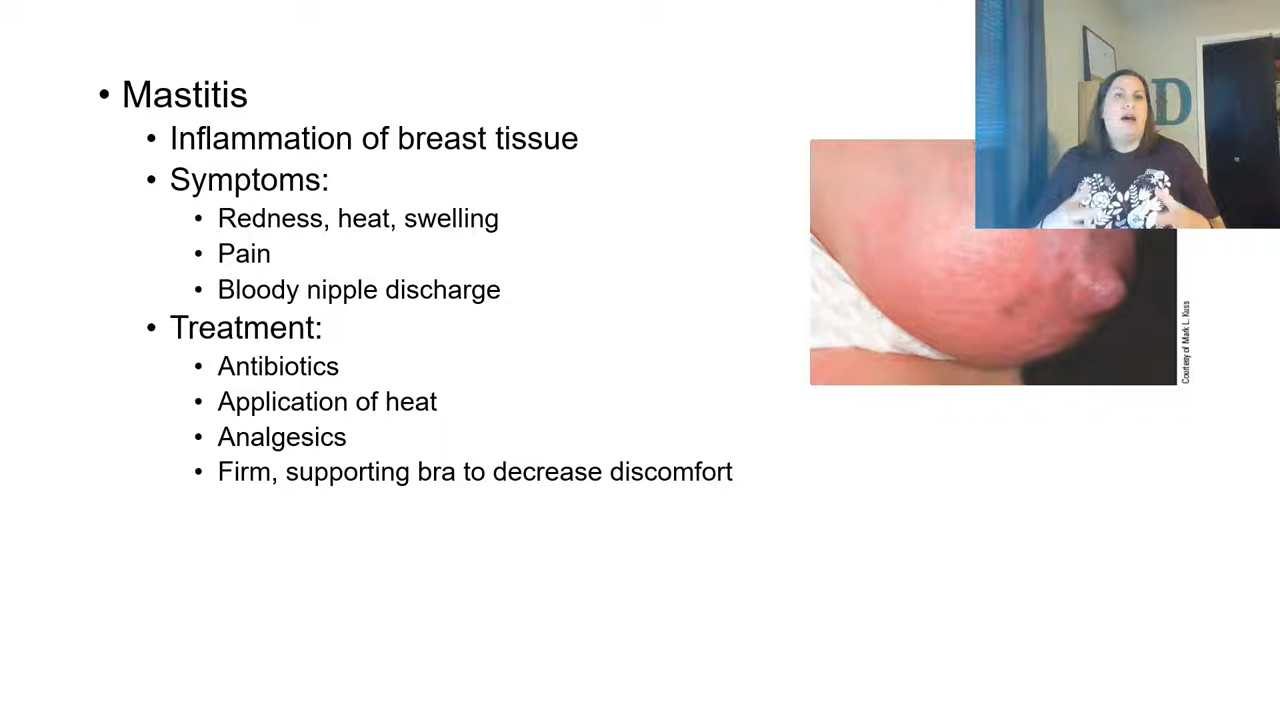 • Mastitis
• Inflammation of breast tissue
• Symptoms:
• Redness, heat, swelling
• Pain
• Bloody nipple discharge
• Treatment:
• Antibiotics
• Application of heat
• Analgesics
• Firm, supporting bra to decrease discomfort
D
Courtesy of Mark L. Kuss